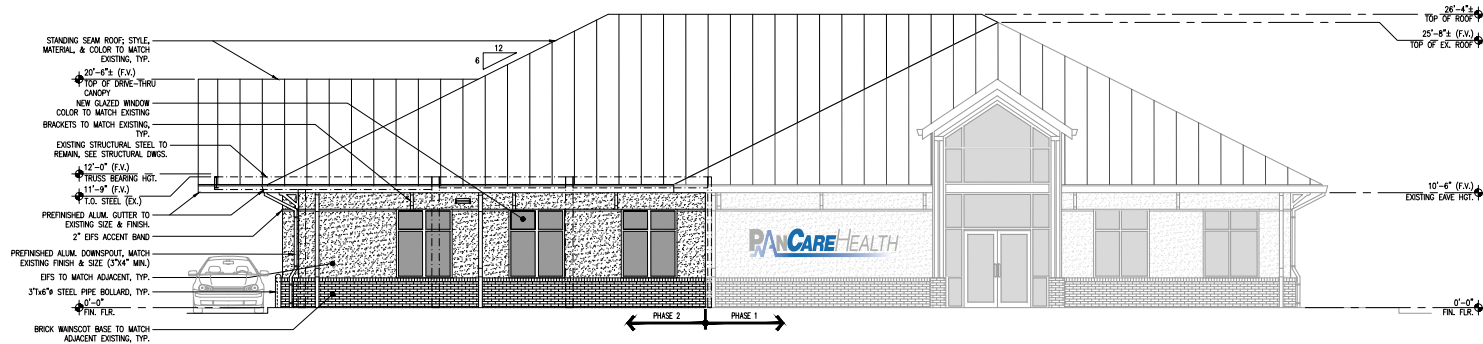 STANDING SEAM ROOF; STYLE,
MATERIAL, & COLOR TO MATCH
EXISTING, TYP.
20'-6"± (F.V.)
TOP OF DRIVE-THRU
CANOPY
NEW GLAZED WINDOW
COLOR TO MATCH EXISTING
BRACKETS TO MATCH EXISTING,
TYP.
EXISTING STRUCTURAL STEEL TO
REMAIN, SEE STRUCTURAL DWGS.
12'-0" (F.V.)
TRUSS BEARING HGT.
11'-9" (F.V.)
T.O. STEEL (EX.)
PREFINISHED ALUM. GUTTER TO
EXISTING SIZE & FINISH.
2" EIFS ACCENT BAND
PREFINISHED ALUM. DOWNSPOUT, MATCH
EXISTING FINISH & SIZE (3"X4" MIN.)
EIFS TO MATCH ADJACENT, TYP.
3'Tx6"ø STEEL PIPE BOLLARD, TYP.
0'-0"
FIN. FLR.
BRICK WAINSCOT BASE TO MATCH
ADJACENT EXISTING, TYP.
12
6
PANCAREHEALTH
PHASE 2
PHASE 1
26'-4"±
TOP OF ROOF
25'-8"± (F.V.)
TOP OF EX. ROOF
10'-6" (F.V.)
EXISTING EAVE HGT.
0'-0"
FIN. FLR.